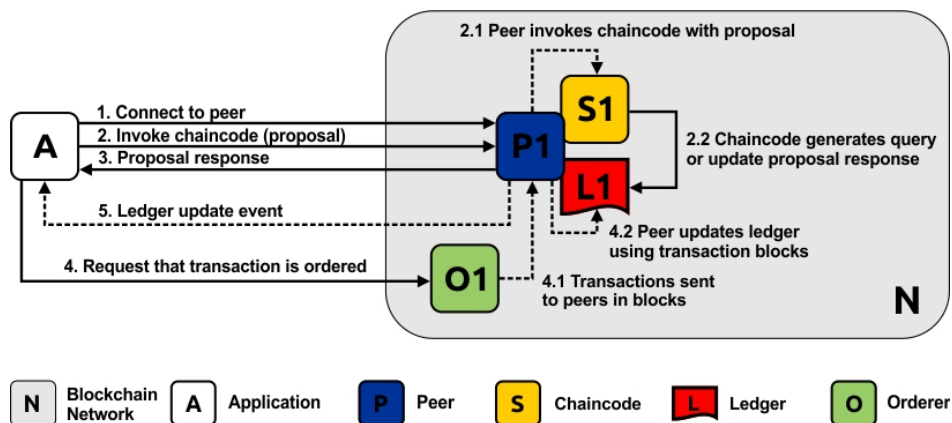 2.1 Peer invokes chaincode with proposal
S1
1. Connect to peer
2. Invoke chaincode (proposal)
A
P1
3. Proposal response
2.2 Chaincode generates query
or update proposal response
L1
5. Ledger update event
4.2 Peer updates ledger
using transaction blocks
4. Request that transaction is ordered
O1
4.1 Transactions sent
to peers in blocks
N
N
Blockchain
Network
A
Application
P
Peer
S
Chaincode
L
Ledger
O
Orderer